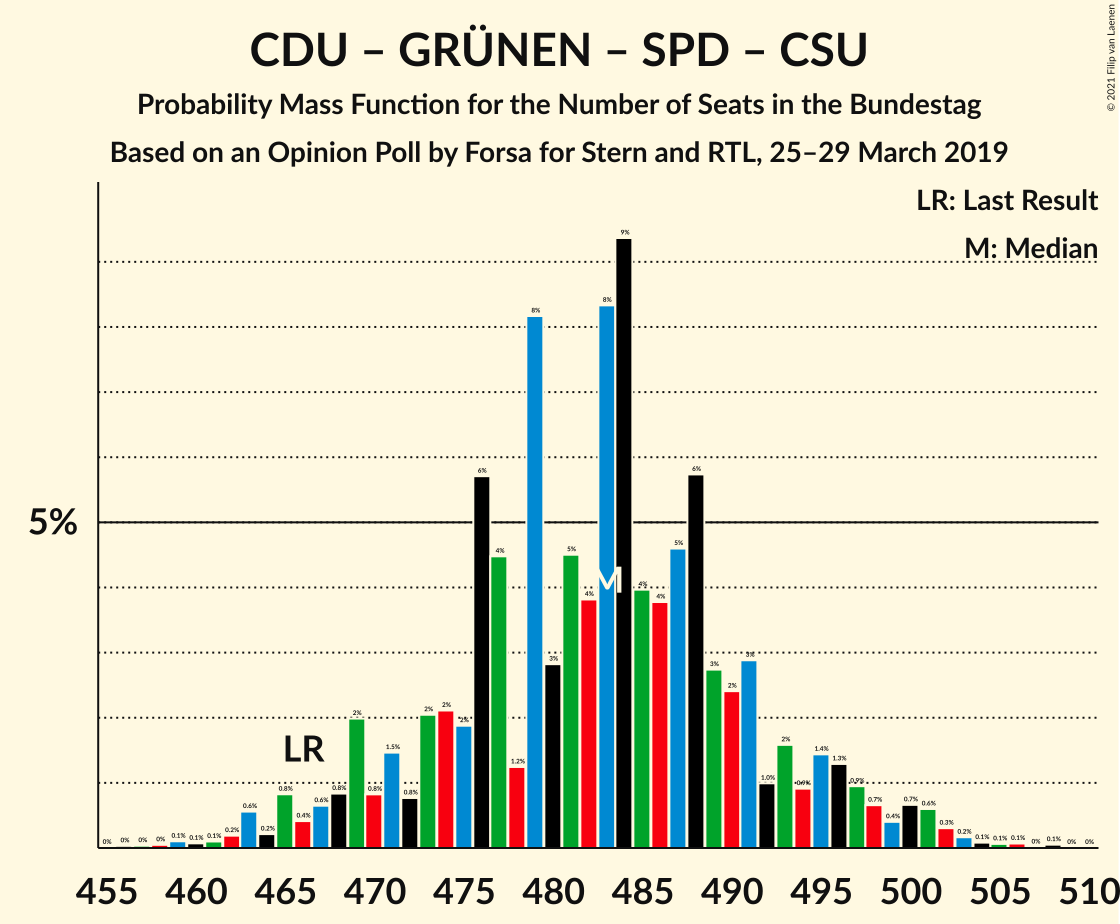 CDU – GRÜNEN – SPD – CSU
Probability Mass Function for the Number of Seats in the Bundestag
Based on an Opinion Poll by Forsa for Stern and RTL, 25–29 March 2019
© 2021 Filip van Laenen
LR: Last Result
M: Median
5%
LR
M
0% 0% 0% 0% 0.1% 0.1% 0.1% 0.2% 0.6% 0.2% 0.8% 0.4% 0.6% 0.8% 2% 0.8% 1.5% 0.8% 2% 2% 2% 6% 4% 1.2% 8% 3% 5% 4% 8% 9% 4% 4% 5% 6% 3% 2% 3% 1.0% 2% 0.9% 1.4% 1.3% 0.9% 0.7% 0.4% 0.7% 0.6% 0.3% 0.2% 0.1% 0.1% 0.1% 0% 0.1% 0% 0%
455 460 465 470 475 480 485 490 495 500 505 510